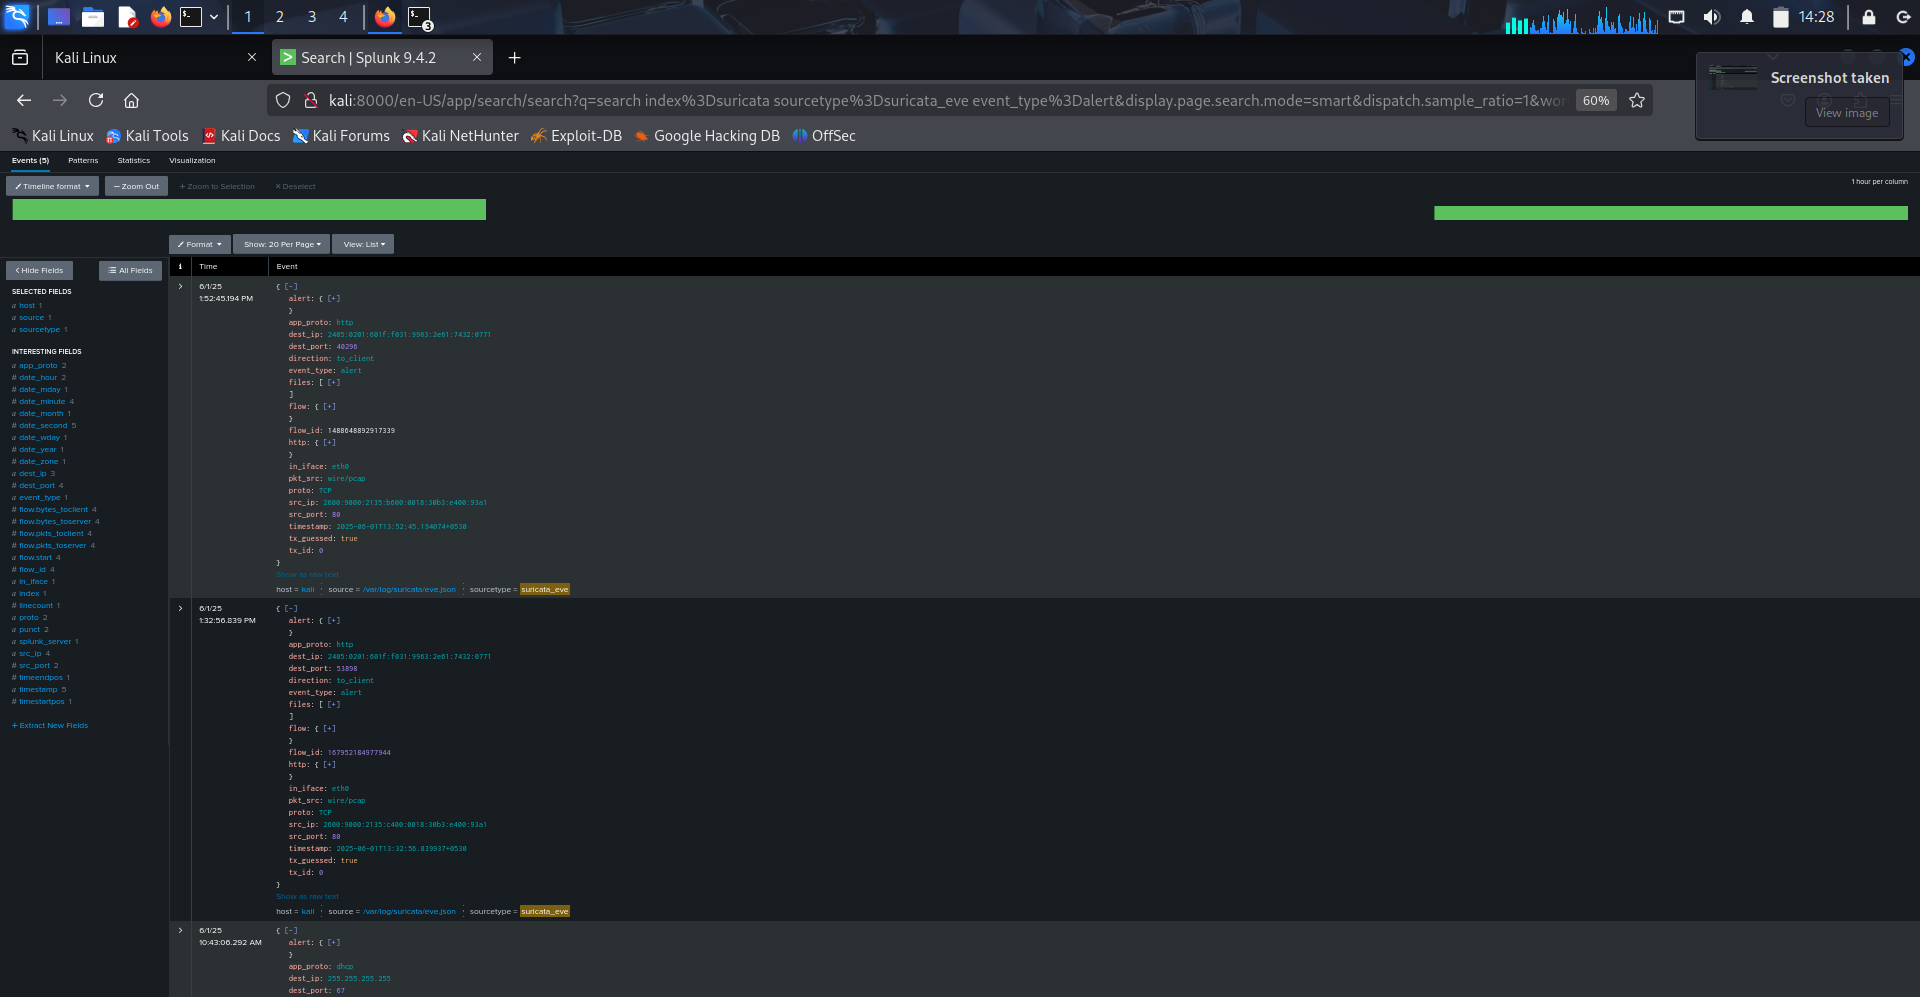 1 2 3 4
3
14:28
Kali Linux
Search | Splunk 9.4.2
kali:8000/en-US/app/search/search?q=search index%3Dsuricata sourcetype%3Dsuricata_eve event_type%3Dalert&display.page.search.mode=smart&dispatch.sample_ratio=1&wor
60%
Screenshot taken
View image
Kali Linux Kali Tools Kali Docs Kali Forums Kali NetHunter Exploit-DB Google Hacking DB OffSec
Events (5) Patterns Statistics Visualization
Timeline format – Zoom Out + Zoom to Selection × Deselect
1 hour per column
Format Show: 20 Per Page View: List
< Hide Fields All Fields
i Time Event
SELECTED FIELDS
a host 1
a source 1
a sourcetype 1
INTERESTING FIELDS
a app_proto 2
# date_hour 2
# date_mday 1
# date_minute 4
a date_month 1
# date_second 5
a date_wday 1
# date_year 1
# date_zone 1
a dest_ip 3
# dest_port 4
a event_type 1
# flow.bytes_toclient 4
# flow.bytes_toserver 4
# flow.pkts_toclient 4
# flow.pkts_toserver 4
a flow.start 4
# flow_id 4
a in_iface 1
a index 1
# linecount 1
a proto 2
a punct 2
a splunk_server 1
a src_ip 4
# src_port 2
# timeendpos 1
a timestamp 5
# timestartpos 1
+ Extract New Fields
6/1/25
1:52:45.194 PM
{ [-]
alert: { [+]
}
app_proto: http
dest_ip: 2405:0201:601f:f031:9963:2e61:7432:0771
dest_port: 40296
direction: to_client
event_type: alert
files: [ [+]
]
flow: { [+]
}
flow_id: 1488648892917339
http: { [+]
}
in_iface: eth0
pkt_src: wire/pcap
proto: TCP
src_ip: 2600:9000:2135:b600:0018:30b3:e400:93a1
src_port: 80
timestamp: 2025-06-01T13:52:45.194074+0530
tx_guessed: true
tx_id: 0
}
Show as raw text
host = kali source = /var/log/suricata/eve.json sourcetype = suricata_eve
6/1/25
1:32:56.839 PM
{ [-]
alert: { [+]
}
app_proto: http
dest_ip: 2405:0201:601f:f031:9963:2e61:7432:0771
dest_port: 53898
direction: to_client
event_type: alert
files: [ [+]
]
flow: { [+]
}
flow_id: 167952184977944
http: { [+]
}
in_iface: eth0
pkt_src: wire/pcap
proto: TCP
src_ip: 2600:9000:2135:c400:0018:30b3:e400:93a1
src_port: 80
timestamp: 2025-06-01T13:32:56.839937+0530
tx_guessed: true
tx_id: 0
}
Show as raw text
host = kali source = /var/log/suricata/eve.json sourcetype = suricata_eve
6/1/25
10:43:06.292 AM
{ [-]
alert: { [+]
}
app_proto: dhcp
dest_ip: 255.255.255.255
dest_port: 67